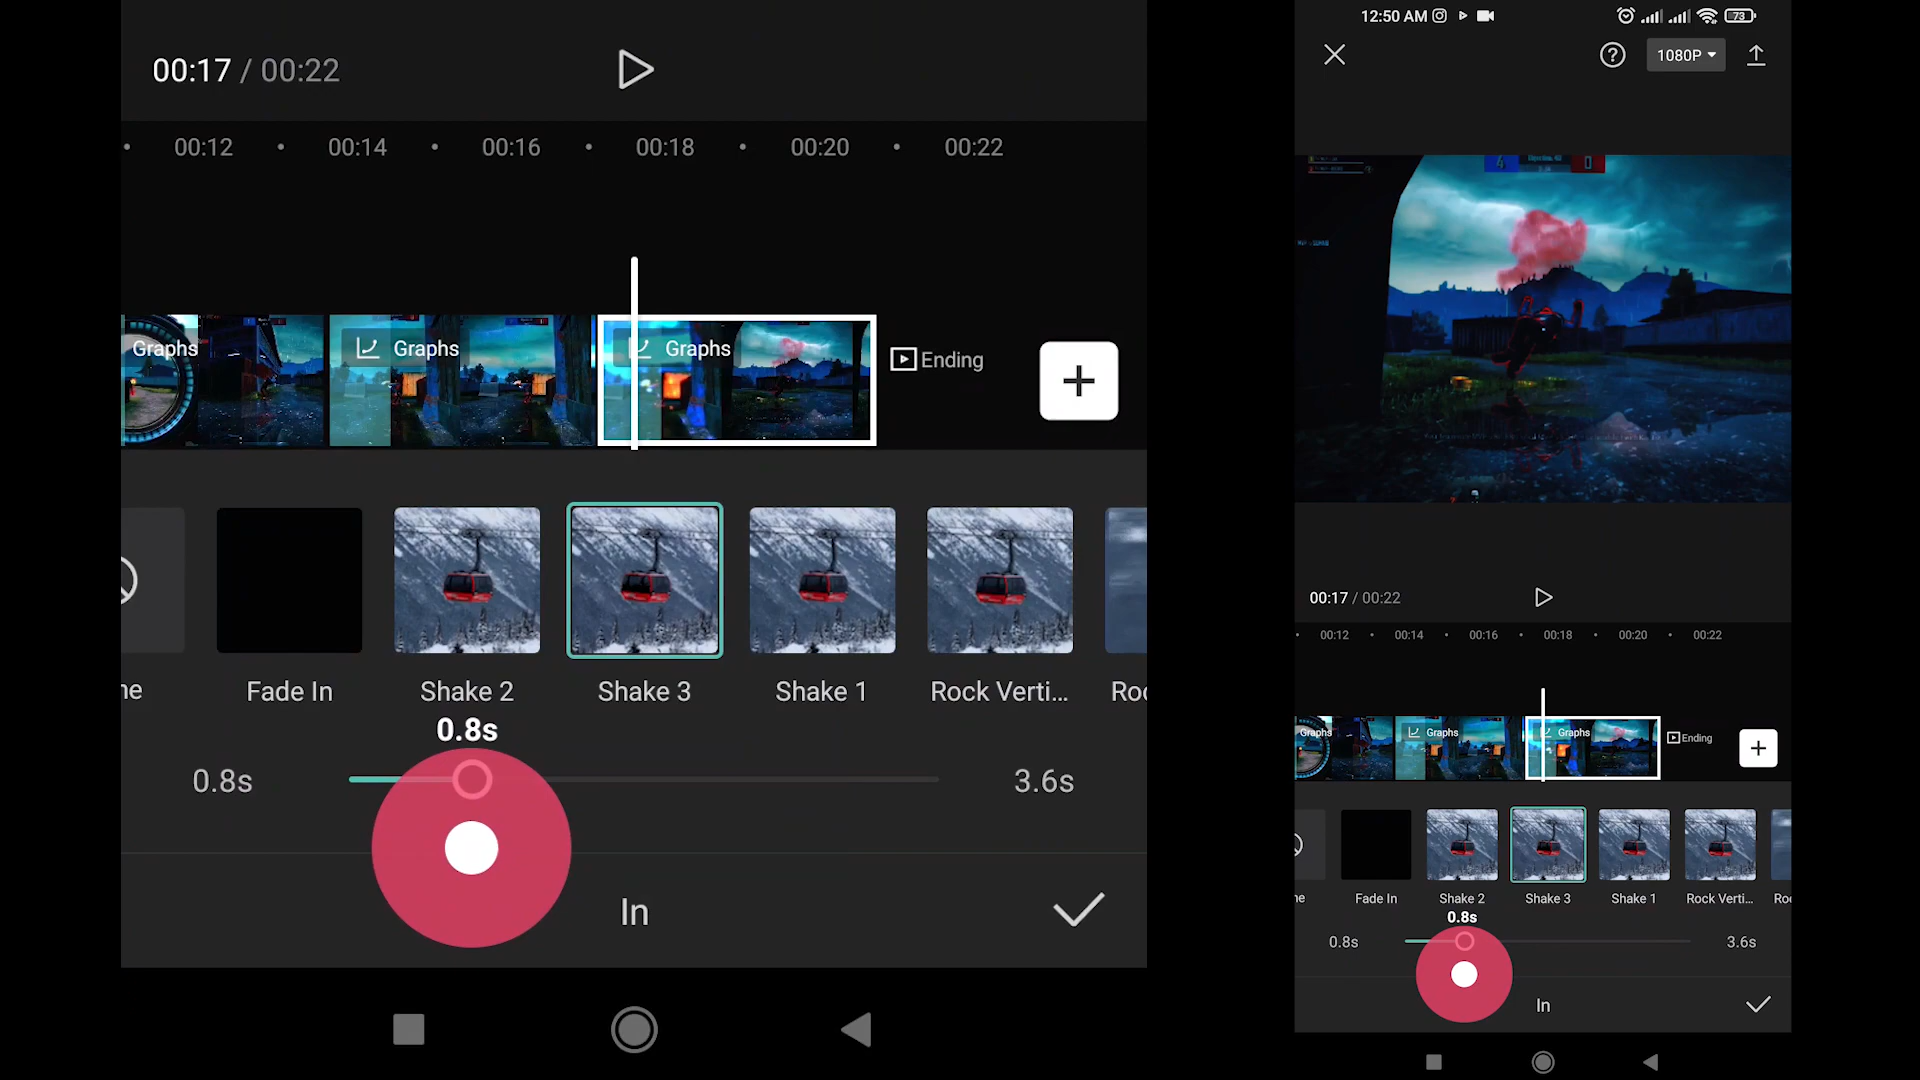 00:17 / 00:22
00:12 00:14 00:16 00:18 00:20 00:22
Graphs Graphs Graphs Ending
Fade In Shake 2 Shake 3 Shake 1 Rock Verti...
0.8s
0.8s 3.6s
In
12:50 AM 73
1080P
4 0
00:17 / 00:22
00:12 00:14 00:16 00:18 00:20 00:22
Graphs Graphs Graphs Ending
Fade In Shake 2 Shake 3 Shake 1 Rock Verti...
0.8s
0.8s 3.6s
In